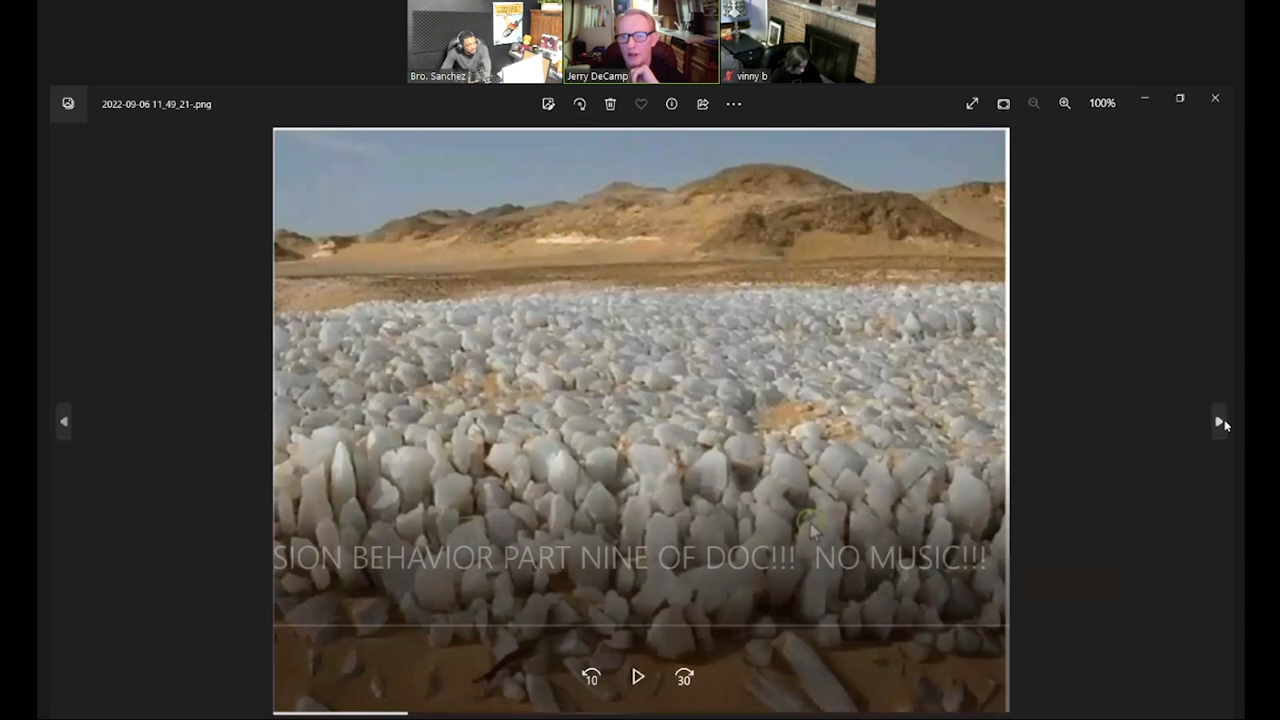 Bro. Sanchez
Jerry DeCamp
vinny b
2022-09-06 11_49_21-.png
100%
SION BEHAVIOR PART NINE OF DOC!!! NO MUSIC!!!
10
30